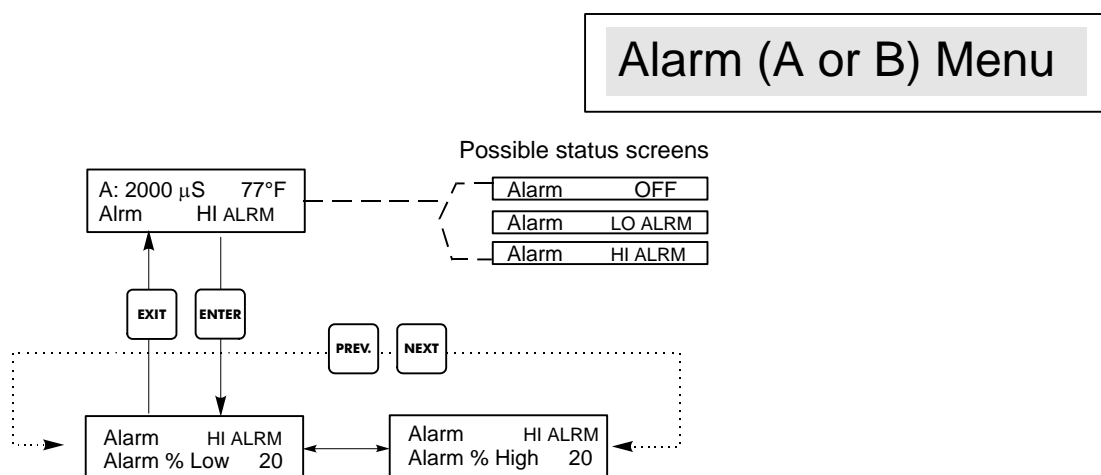 Alarm (A or B) Menu
Possible status screens
A: 2000 μS 77°F
Alrm HI ALRM
Alarm OFF
Alarm LO ALRM
Alarm HI ALRM
EXIT
ENTER
PREV.
NEXT
Alarm HI ALRM
Alarm % Low 20
Alarm HI ALRM
Alarm % High 20